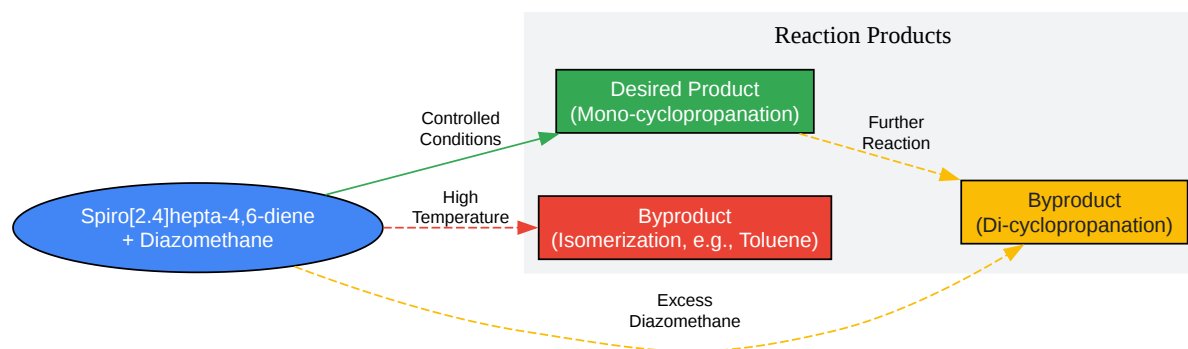 Reaction Products
Desired Product
(Mono-cyclopropanation)
Controlled
Conditions
Further
Reaction
High
Temperature
Spiro[2.4]hepta-4,6-diene
+ Diazomethane
Byproduct
(Isomerization, e.g., Toluene)
Byproduct
(Di-cyclopropanation)
Excess
Diazomethane